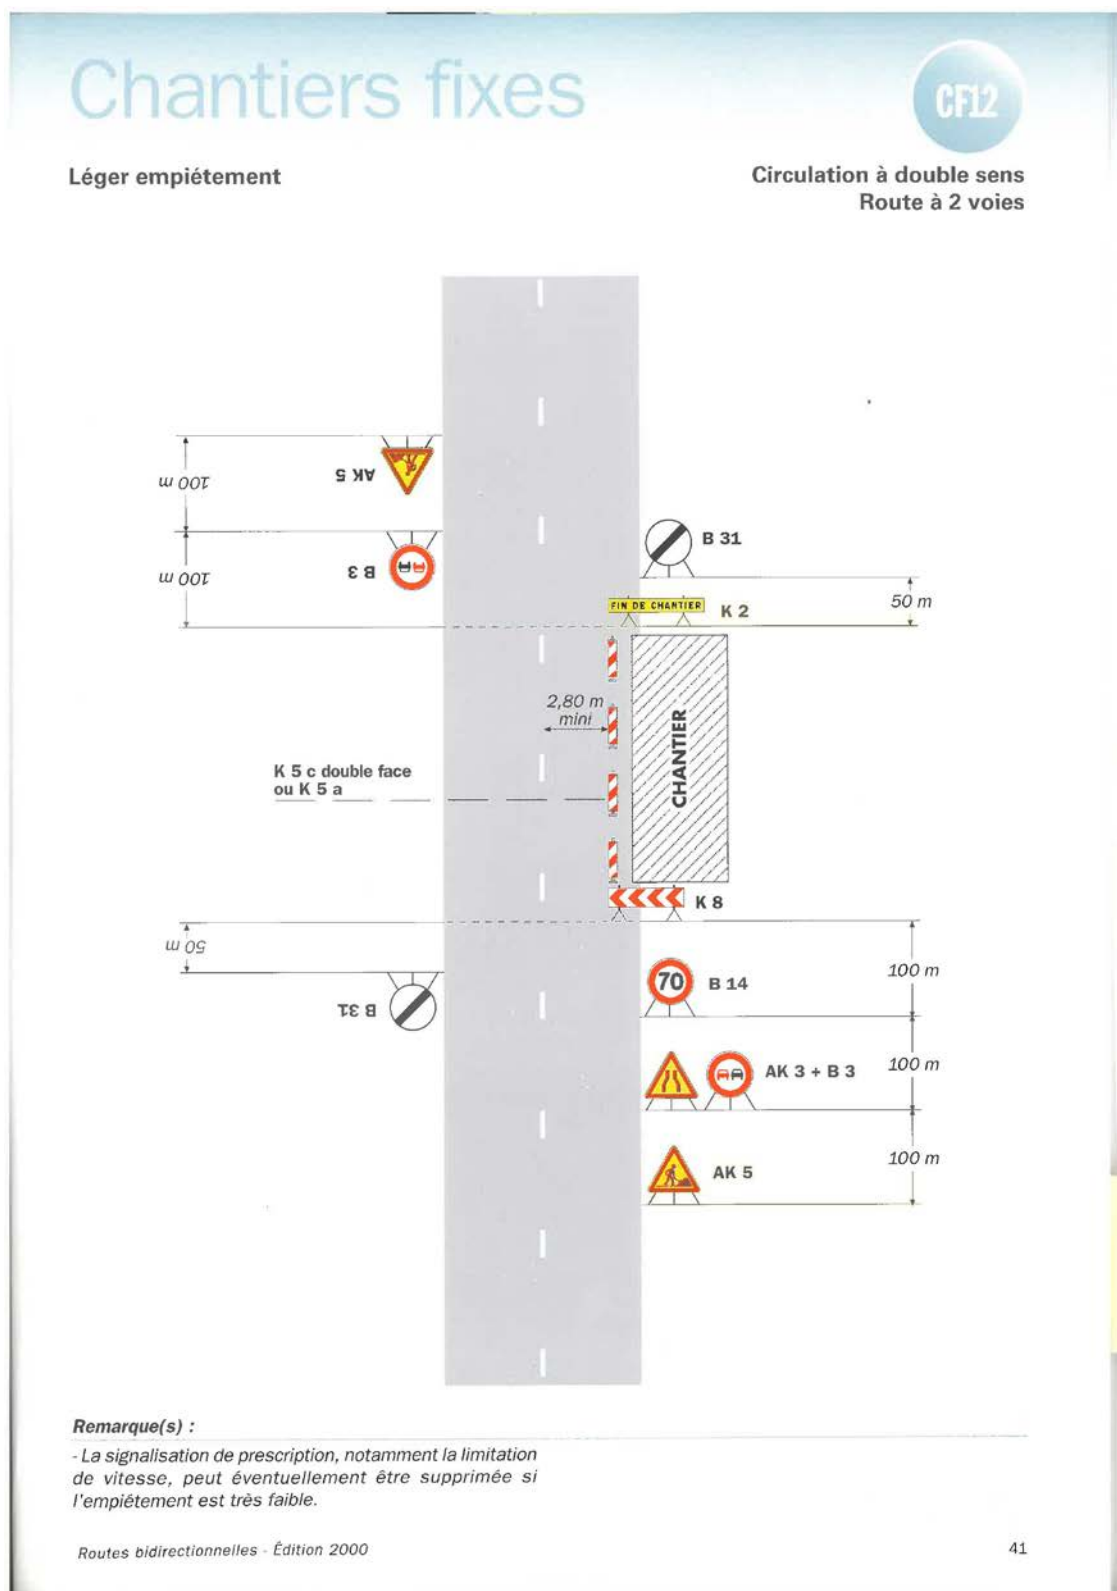 Chantiers fixes
CF12
Léger empiétement
Circulation à double sens
Route à 2 voies
100 m
AK 5
100 m
B 3
B 31
50 m
FIN DE CHANTIER
K 2
2,80 m
mini
CHANTIER
K 5 c double face
ou K 5 a
K 8
50 m
B 31
70
B 14
100 m
AK 3 + B 3
100 m
AK 5
100 m
Remarque(s) :
- La signalisation de prescription, notamment la limitation
de vitesse, peut éventuellement être supprimée si
l'empiétement est très faible.
Routes bidirectionnelles - Édition 2000
41